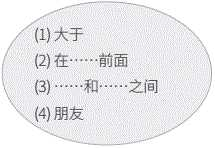 (1) 大于
(2) 在……前面
(3) ……和……之间
(4) 朋友